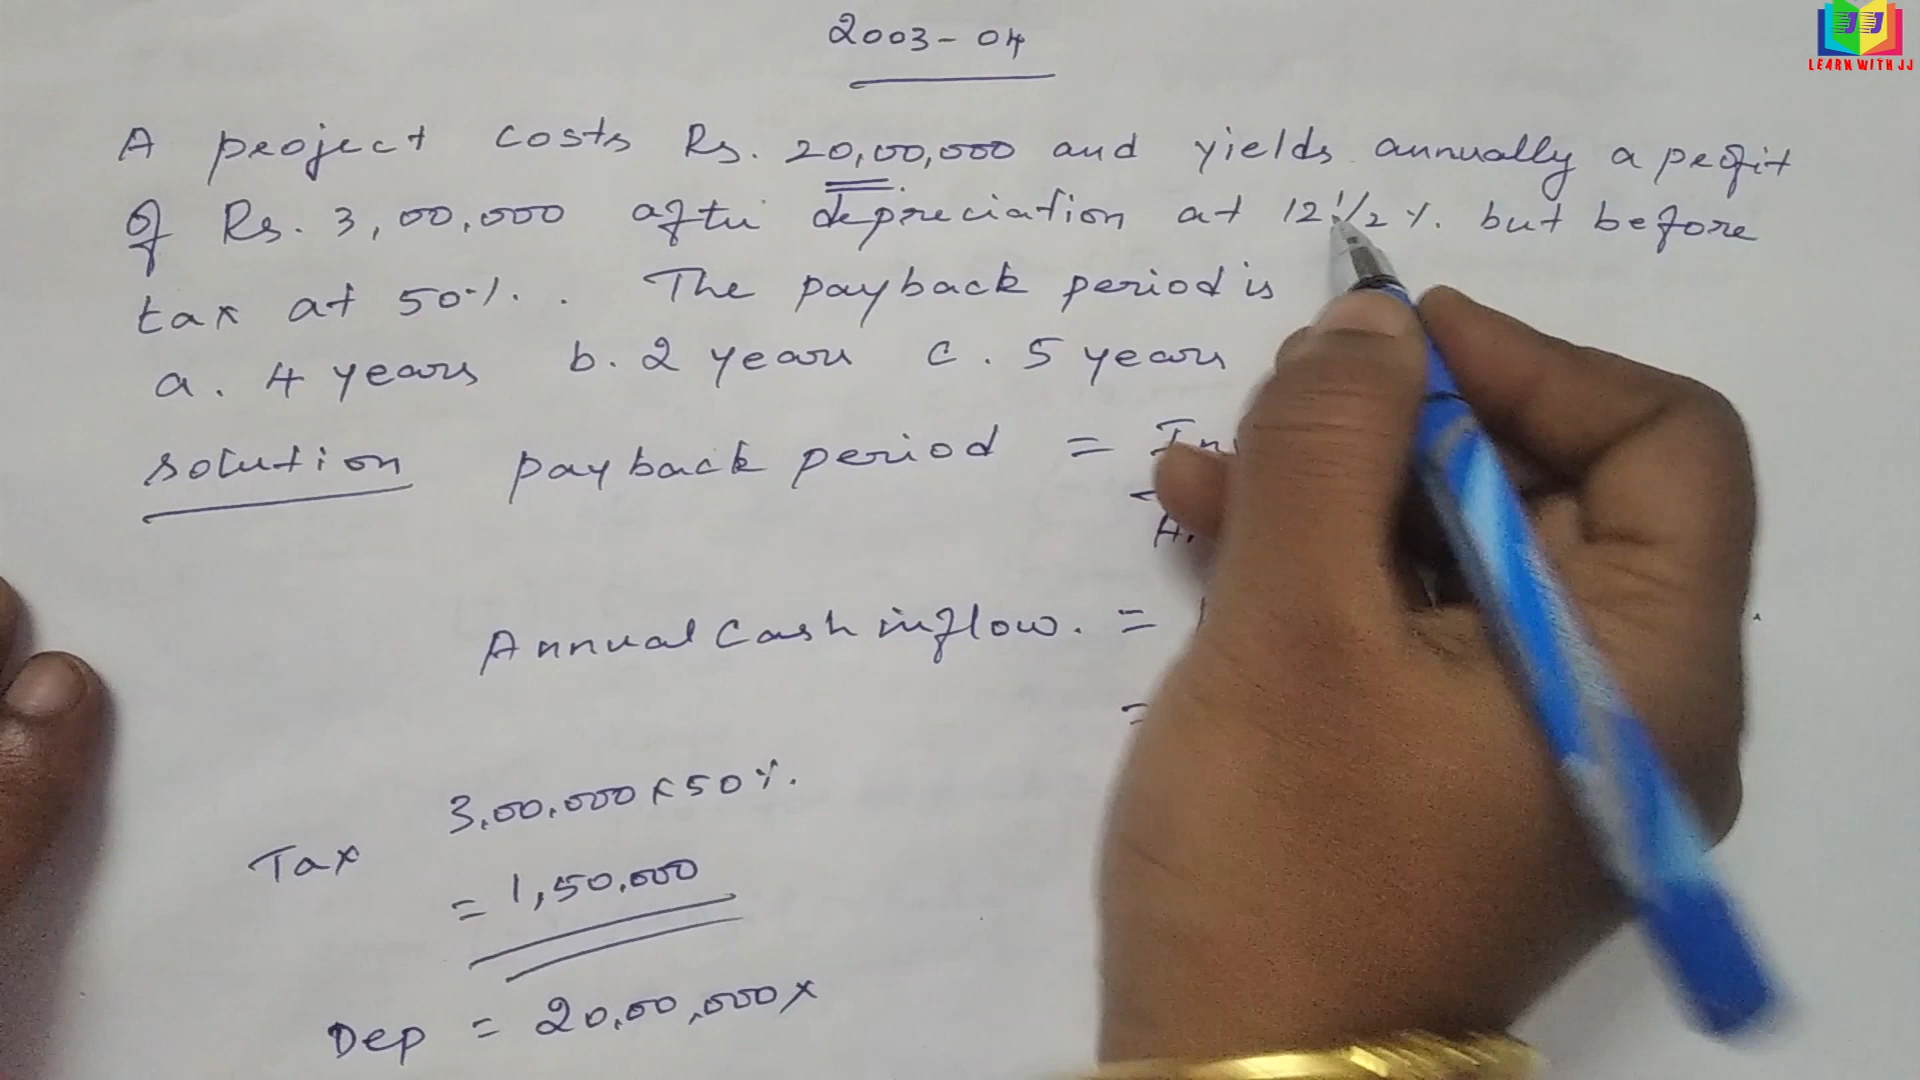 2003-04
JJ
LEARN WITH JJ
A project costs Rs. 20,00,000 and yields annually a profit
of Rs. 3,00,000 after depreciation at 12 1/2 %. but before
tax at 50%. . The payback period is
a. 4 years b. 2 years c. 5 years
solution payback period =
Annual Cash inflow. =
=
3,00,000 x 50%.
Tax
= 1,50,000
Dep = 20,00,000 x